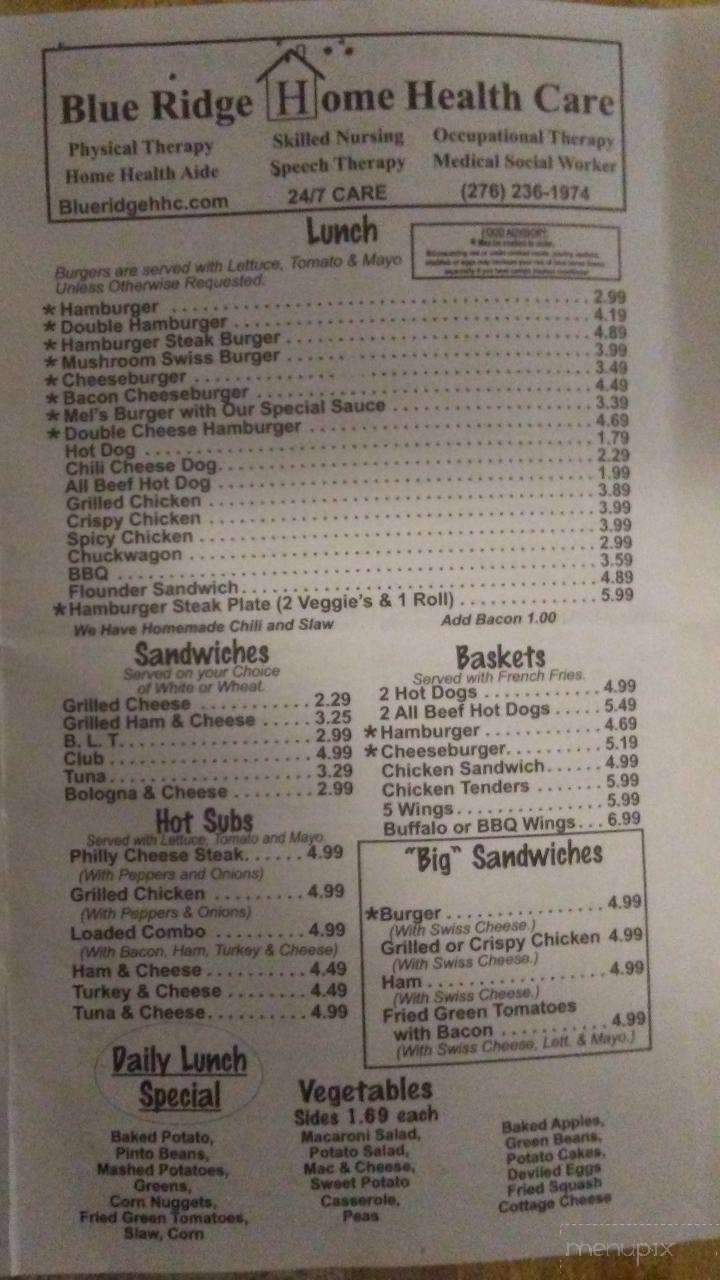 Blue Ridge Home Health Care
Physical Therapy Skilled Nursing Occupational Therapy
Home Health Aide Speech Therapy Medical Social Worker
Blueridgehhc.com 24/7 CARE (276) 236-1974
Lunch
Burgers are served with Lettuce, Tomato & Mayo
Unless Otherwise Requested.
FOOD ADVISORY:
* Hamburger 2.99
* Double Hamburger 4.19
* Hamburger Steak Burger 4.89
* Mushroom Swiss Burger 3.99
* Cheeseburger 3.49
* Bacon Cheeseburger 4.49
* Mel's Burger with Our Special Sauce 3.39
* Double Cheese Hamburger 4.69
Hot Dog 1.79
Chili Cheese Dog 2.29
All Beef Hot Dog 1.99
Grilled Chicken 3.89
Crispy Chicken 3.99
Spicy Chicken 3.99
Chuckwagon 2.99
BBQ 3.59
Flounder Sandwich 4.89
* Hamburger Steak Plate (2 Veggie's & 1 Roll) 5.99
We Have Homemade Chili and Slaw Add Bacon 1.00
Sandwiches
Served on your Choice
of White or Wheat.
Grilled Cheese 2.29
Grilled Ham & Cheese 3.25
B. L. T. 2.99
Club 4.99
Tuna 3.29
Bologna & Cheese 2.99
Hot Subs
Served with Lettuce, Tomato and Mayo.
Philly Cheese Steak 4.99
(With Peppers and Onions)
Grilled Chicken 4.99
(With Peppers & Onions)
Loaded Combo 4.99
(With Bacon, Ham, Turkey & Cheese)
Ham & Cheese 4.49
Turkey & Cheese 4.49
Tuna & Cheese 4.99
Baskets
Served with French Fries.
2 Hot Dogs 4.99
2 All Beef Hot Dogs 5.49
* Hamburger 4.69
* Cheeseburger 5.19
Chicken Sandwich 4.99
Chicken Tenders 5.99
5 Wings 5.99
Buffalo or BBQ Wings 6.99
"Big" Sandwiches
* Burger 4.99
(With Swiss Cheese.)
Grilled or Crispy Chicken 4.99
(With Swiss Cheese.)
Ham 4.99
(With Swiss Cheese.)
Fried Green Tomatoes
with Bacon 4.99
(With Swiss Cheese, Lett. & Mayo.)
Daily Lunch
Special
Vegetables
Sides 1.69 each
Baked Potato,
Pinto Beans,
Mashed Potatoes,
Greens,
Corn Nuggets,
Fried Green Tomatoes,
Slaw, Corn
Macaroni Salad,
Potato Salad,
Mac & Cheese,
Sweet Potato
Casserole,
Peas
Baked Apples,
Green Beans,
Potato Cakes,
Deviled Eggs
Fried Squash
Cottage Cheese
menupix